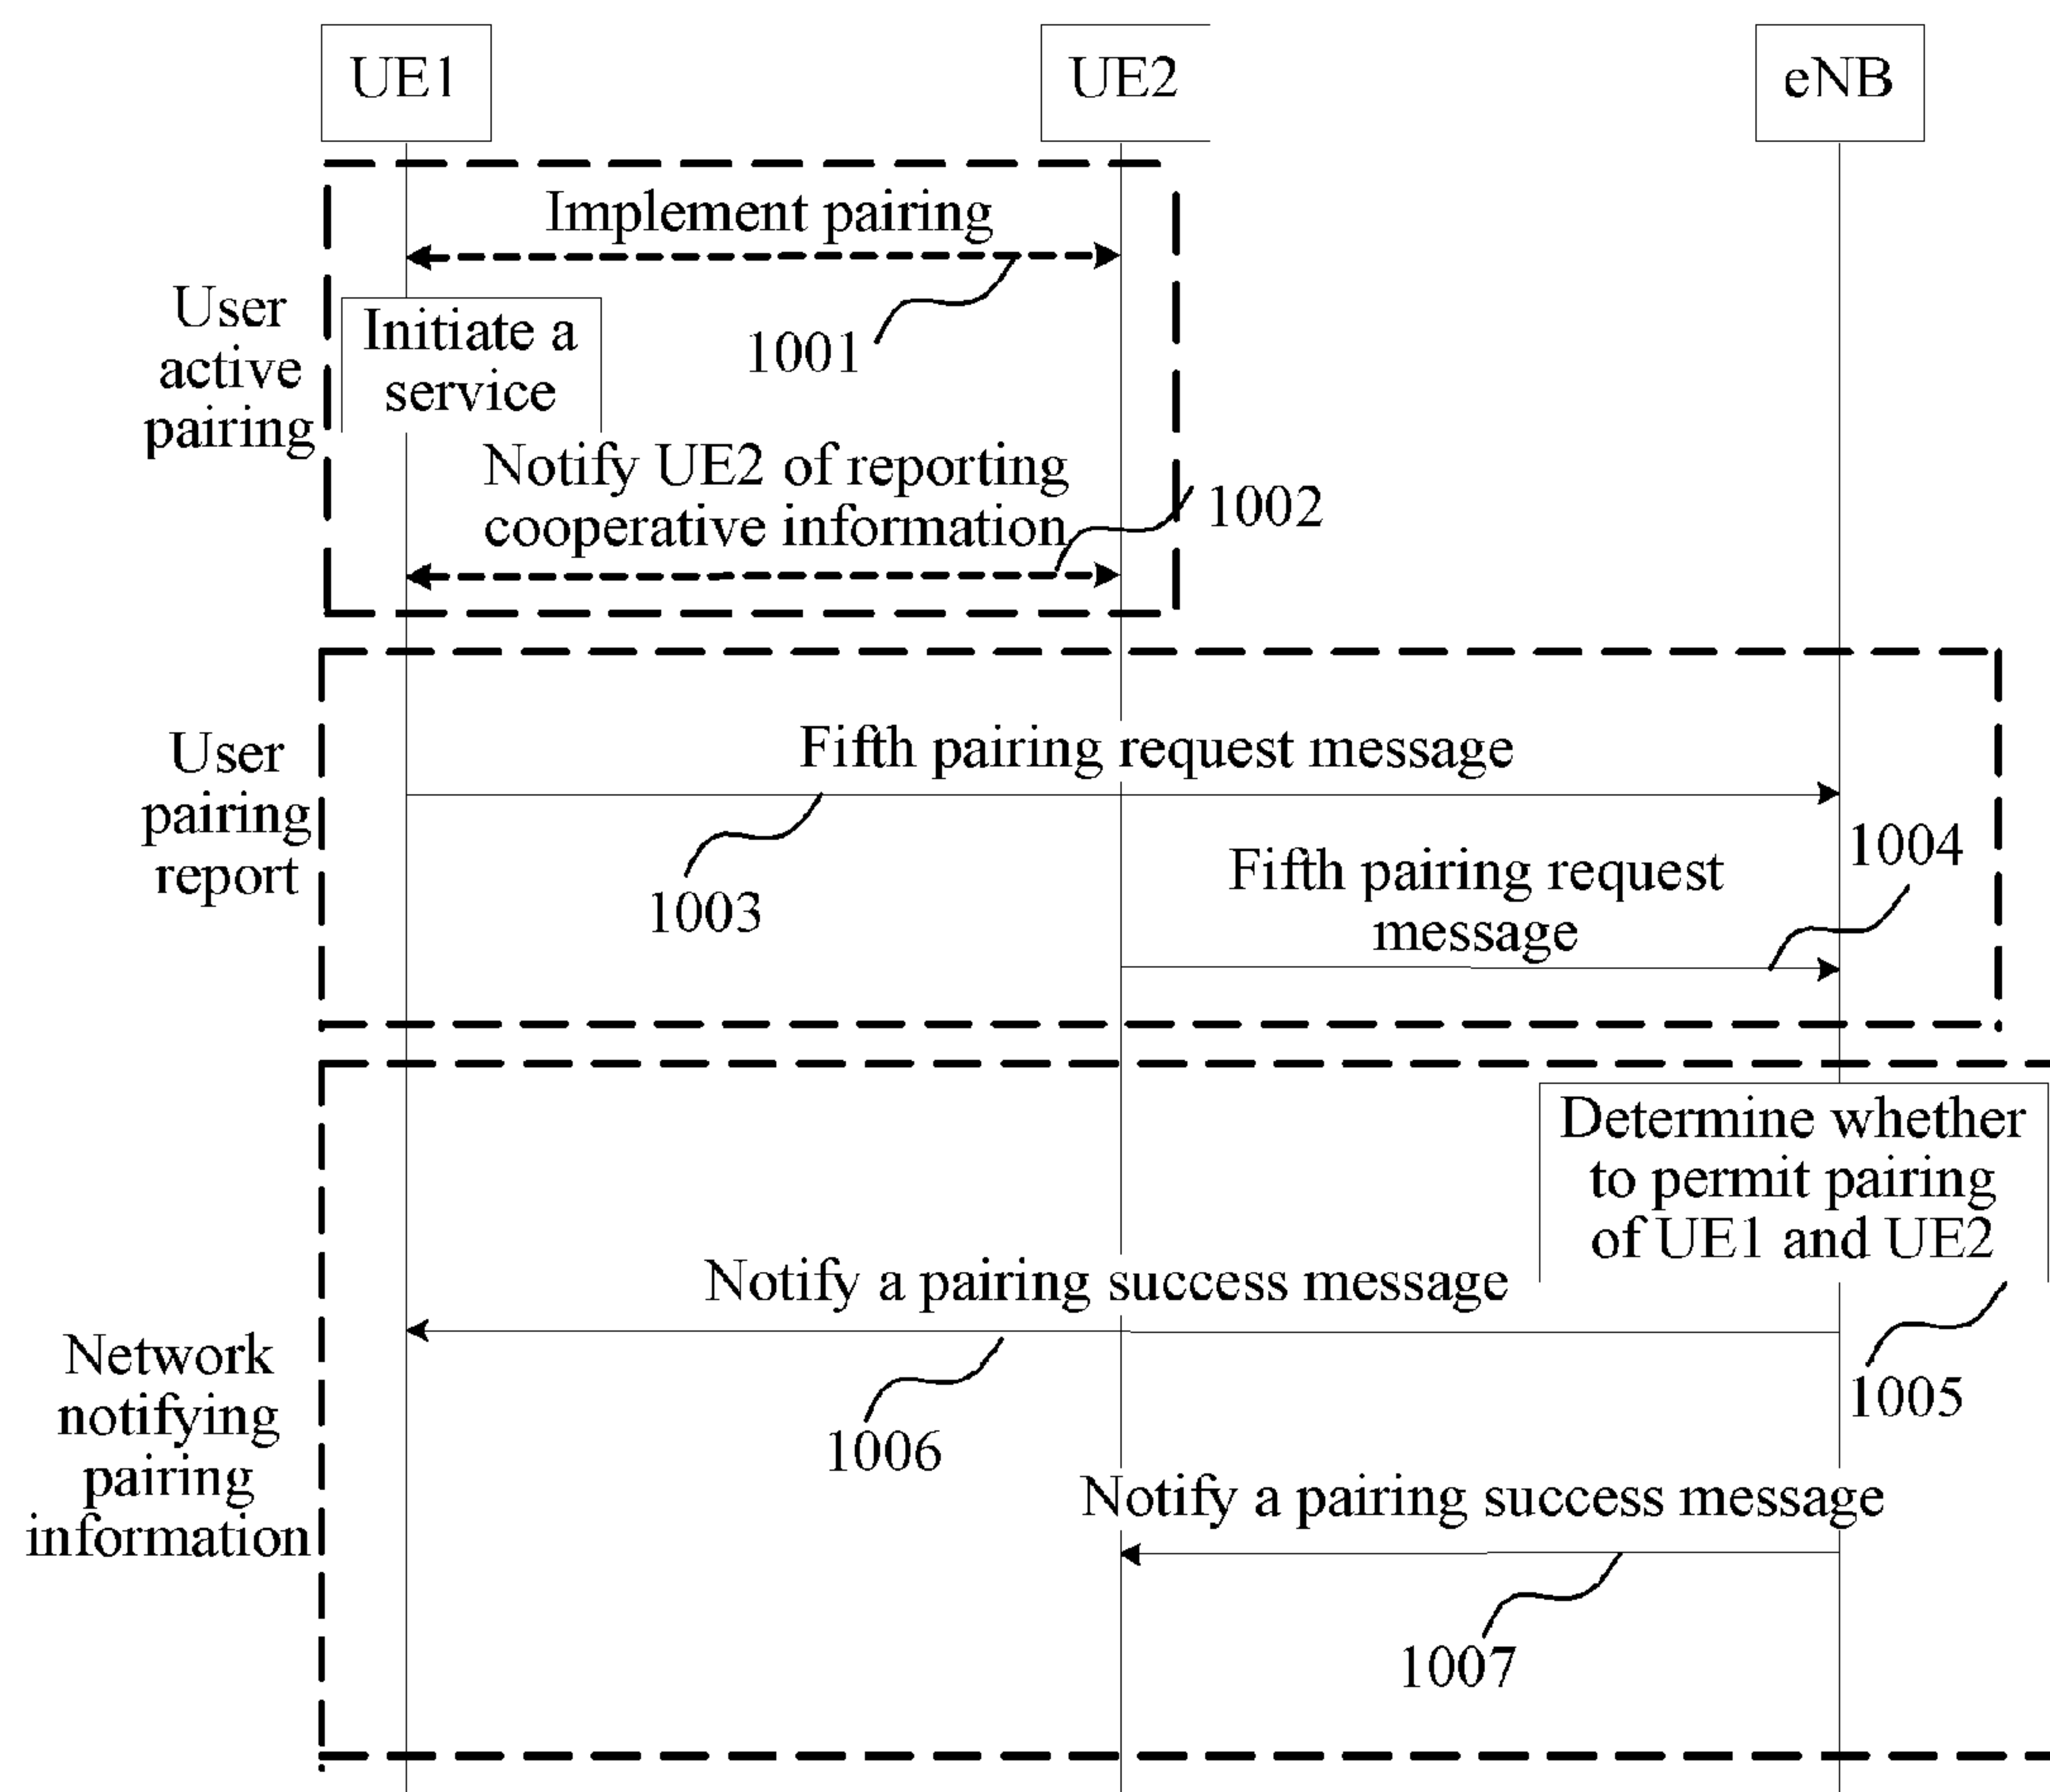 UE1
UE2
eNB
Implement pairing
1001
User
active
pairing
Initiate a
service
Notify UE2 of reporting
cooperative information
1002
User
pairing
report
Fifth pairing request message
1003
1004
Fifth pairing request
message
Determine whether
to permit pairing
of UE1 and UE2
1005
Network
notifying
pairing
information
Notify a pairing success message
1006
Notify a pairing success message
1007